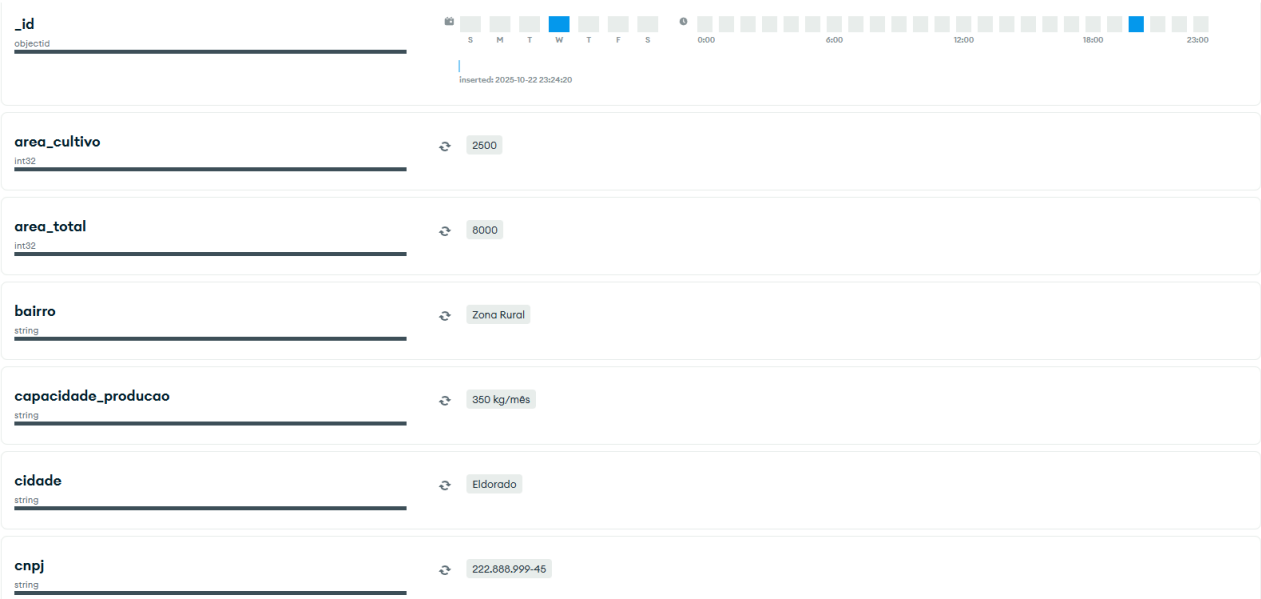 _id
objectid
S M T W T F S
0:00 6:00 12:00 18:00 23:00
inserted: 2025-10-22 23:24:20
area_cultivo
int32
2500
area_total
int32
8000
bairro
string
Zona Rural
capacidade_producao
string
350 kg/mês
cidade
string
Eldorado
cnpj
string
222.888.999-45